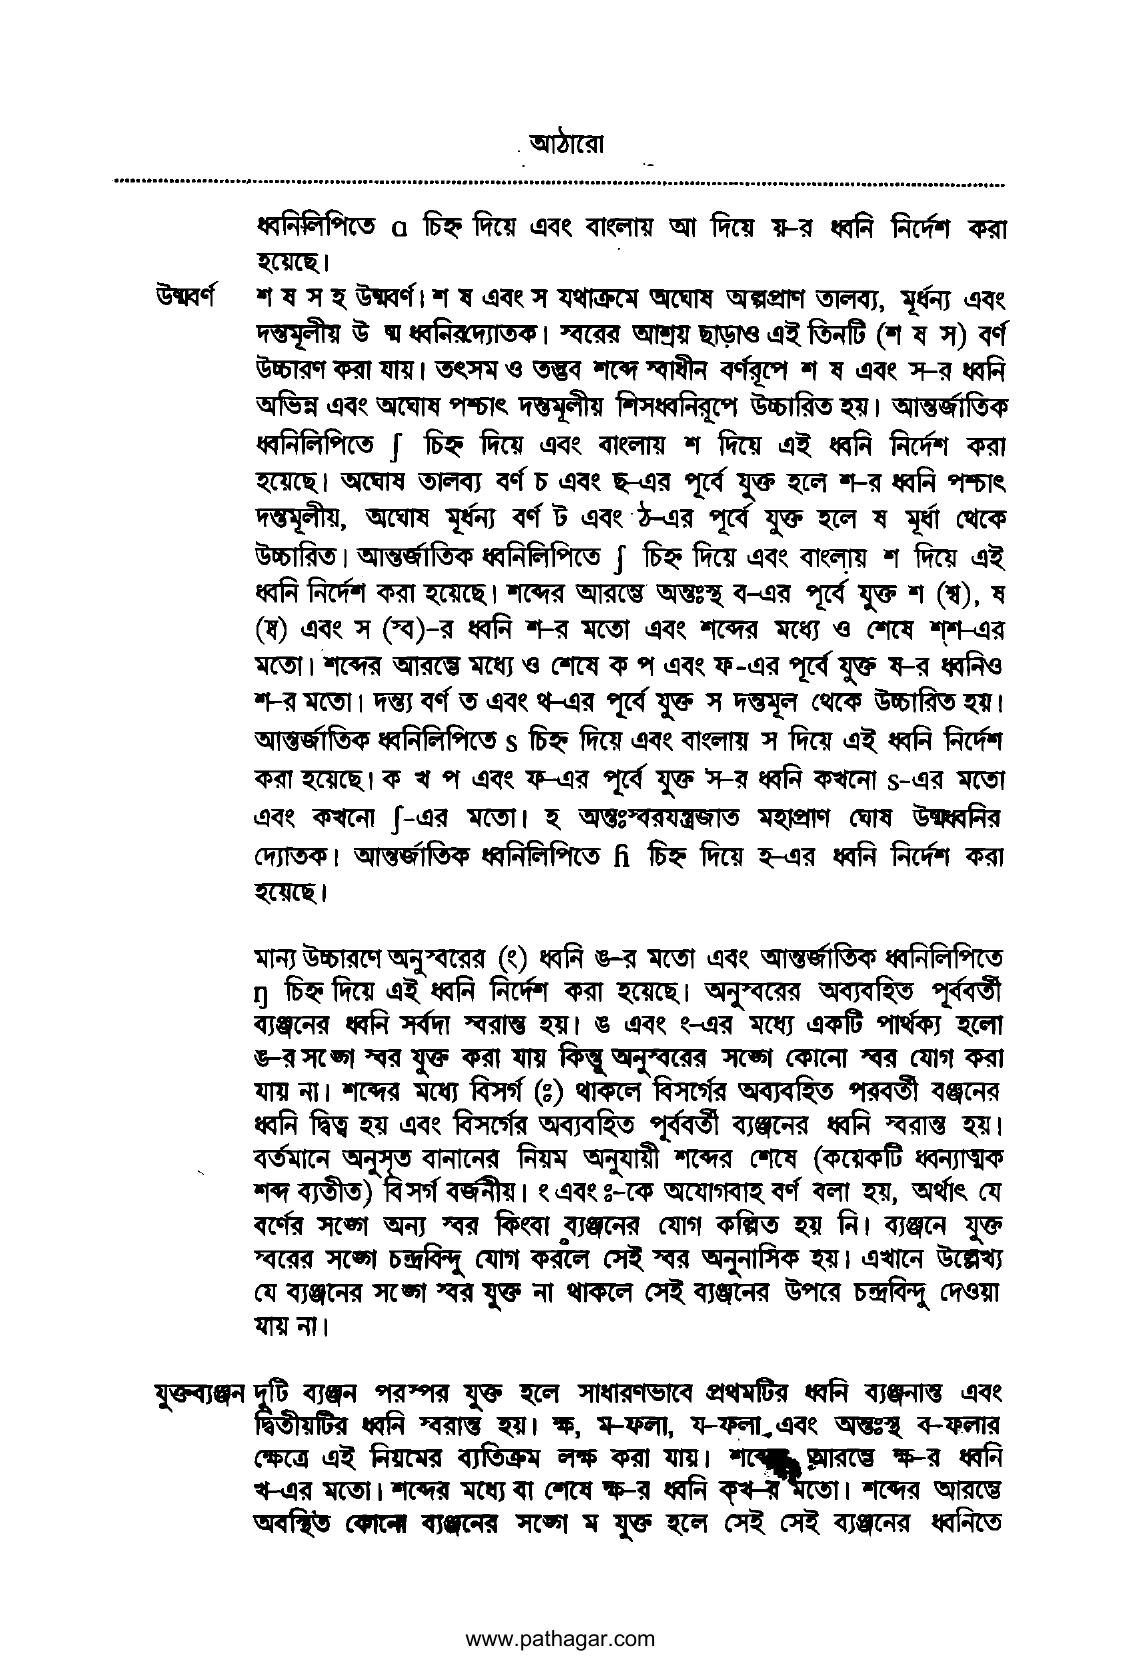 আঠারো
ধ্বনিলিপিতে a চিহ্ন দিয়ে এবং বাংলায় আ দিয়ে য়-র ধ্বনি নির্দেশ করা
হয়েছে।
উষ্মবর্ণ শ ষ স হ উষ্মবর্ণ। শ ষ এবং স যথাক্রমে অঘোষ অল্পপ্রাণ তালব্য, মূর্ধন্য এবং
দন্তমূলীয় উ ষ্ম ধ্বনিরদ্যোতক। স্বরের আশ্রয় ছাড়াও এই তিনটি (শ ষ স) বর্ণ
উচ্চারণ করা যায়। তৎসম ও তদ্ভব শব্দে স্বাধীন বর্ণরূপে শ ষ এবং স-র ধ্বনি
অভিন্ন এবং অঘোষ পশ্চাৎ দন্তমূলীয় শিসধ্বনিরূপে উচ্চারিত হয়। আন্তর্জাতিক
ধ্বনিলিপিতে ʃ চিহ্ন দিয়ে এবং বাংলায় শ দিয়ে এই ধ্বনি নির্দেশ করা
হয়েছে। অঘোষ তালব্য বর্ণ চ এবং ছ-এর পূর্বে যুক্ত হলে শ-র ধ্বনি পশ্চাৎ
দন্তমূলীয়, অঘোষ মূর্ধন্য বর্ণ ট এবং ঠ-এর পূর্বে যুক্ত হলে ষ মূর্ধা থেকে
উচ্চারিত। আন্তর্জাতিক ধ্বনিলিপিতে ʃ চিহ্ন দিয়ে এবং বাংলায় শ দিয়ে এই
ধ্বনি নির্দেশ করা হয়েছে। শব্দের আরম্ভে অন্তঃস্থ ব-এর পূর্বে যুক্ত শ (শ্ব), ষ
(ষ্ব) এবং স (স্ব)-র ধ্বনি শ-র মতো এবং শব্দের মধ্যে ও শেষে শ্শ-এর
মতো। শব্দের আরম্ভে মধ্যে ও শেষে ক প এবং ফ-এর পূর্বে যুক্ত ষ-র ধ্বনিও
শ-র মতো। দন্ত্য বর্ণ ত এবং থ-এর পূর্বে যুক্ত স দন্তমূল থেকে উচ্চারিত হয়।
আন্তর্জাতিক ধ্বনিলিপিতে s চিহ্ন দিয়ে এবং বাংলায় স দিয়ে এই ধ্বনি নির্দেশ
করা হয়েছে। ক খ প এবং ফ-এর পূর্বে যুক্ত স-র ধ্বনি কখনো s-এর মতো
এবং কখনো ʃ-এর মতো। হ অন্তঃস্বরযন্ত্রজাত মহাপ্রাণ ঘোষ উষ্মধ্বনির
দ্যোতক। আন্তর্জাতিক ধ্বনিলিপিতে ɦ চিহ্ন দিয়ে হ-এর ধ্বনি নির্দেশ করা
হয়েছে।
মান্য উচ্চারণে অনুস্বরের (ং) ধ্বনি ঙ-র মতো এবং আন্তর্জাতিক ধ্বনিলিপিতে
ŋ চিহ্ন দিয়ে এই ধ্বনি নির্দেশ করা হয়েছে। অনুস্বরের অব্যবহিত পূর্ববর্তী
ব্যঞ্জনের ধ্বনি সর্বদা স্বরান্ত হয়। ঙ এবং ং-এর মধ্যে একটি পার্থক্য হলো
ঙ-র সঙ্গে স্বর যুক্ত করা যায় কিন্তু অনুস্বরের সঙ্গে কোনো স্বর যোগ করা
যায় না। শব্দের মধ্যে বিসর্গ (ঃ) থাকলে বিসর্গের অব্যবহিত পরবর্তী বঞ্জনের
ধ্বনি দ্বিত্ব হয় এবং বিসর্গের অব্যবহিত পূর্ববর্তী ব্যঞ্জনের ধ্বনি স্বরান্ত হয়।
বর্তমানে অনুসৃত বানানের নিয়ম অনুযায়ী শব্দের শেষে (কয়েকটি ধ্বন্যাত্মক
শব্দ ব্যতীত) বিসর্গ বর্জনীয়। ং এবং ঃ-কে অযোগবাহ বর্ণ বলা হয়, অর্থাৎ যে
বর্ণের সঙ্গে অন্য স্বর কিংবা ব্যঞ্জনের যোগ কল্পিত হয় নি। ব্যঞ্জনে যুক্ত
স্বরের সঙ্গে চন্দ্রবিন্দু যোগ করলে সেই স্বর অনুনাসিক হয়। এখানে উল্লেখ্য
যে ব্যঞ্জনের সঙ্গে স্বর যুক্ত না থাকলে সেই ব্যঞ্জনের উপরে চন্দ্রবিন্দু দেওয়া
যায় না।
যুক্তব্যঞ্জন দুটি ব্যঞ্জন পরস্পর যুক্ত হলে সাধারণভাবে প্রথমটির ধ্বনি ব্যঞ্জনান্ত এবং
দ্বিতীয়টির ধ্বনি স্বরান্ত হয়। ক্ষ, ম-ফলা, য-ফলা এবং অন্তঃস্থ ব-ফলার
ক্ষেত্রে এই নিয়মের ব্যতিক্রম লক্ষ করা যায়। আরম্ভে ক্ষ-র ধ্বনি
খ-এর মতো। শব্দের মধ্যে বা শেষে ক্ষ-র ধ্বনি ক্‌খ-র মতো। শব্দের আরম্ভে
অবস্থিত কোনো ব্যঞ্জনের সঙ্গে ম যুক্ত হলে সেই সেই ব্যঞ্জনের ধ্বনিতে
www.pathagar.com